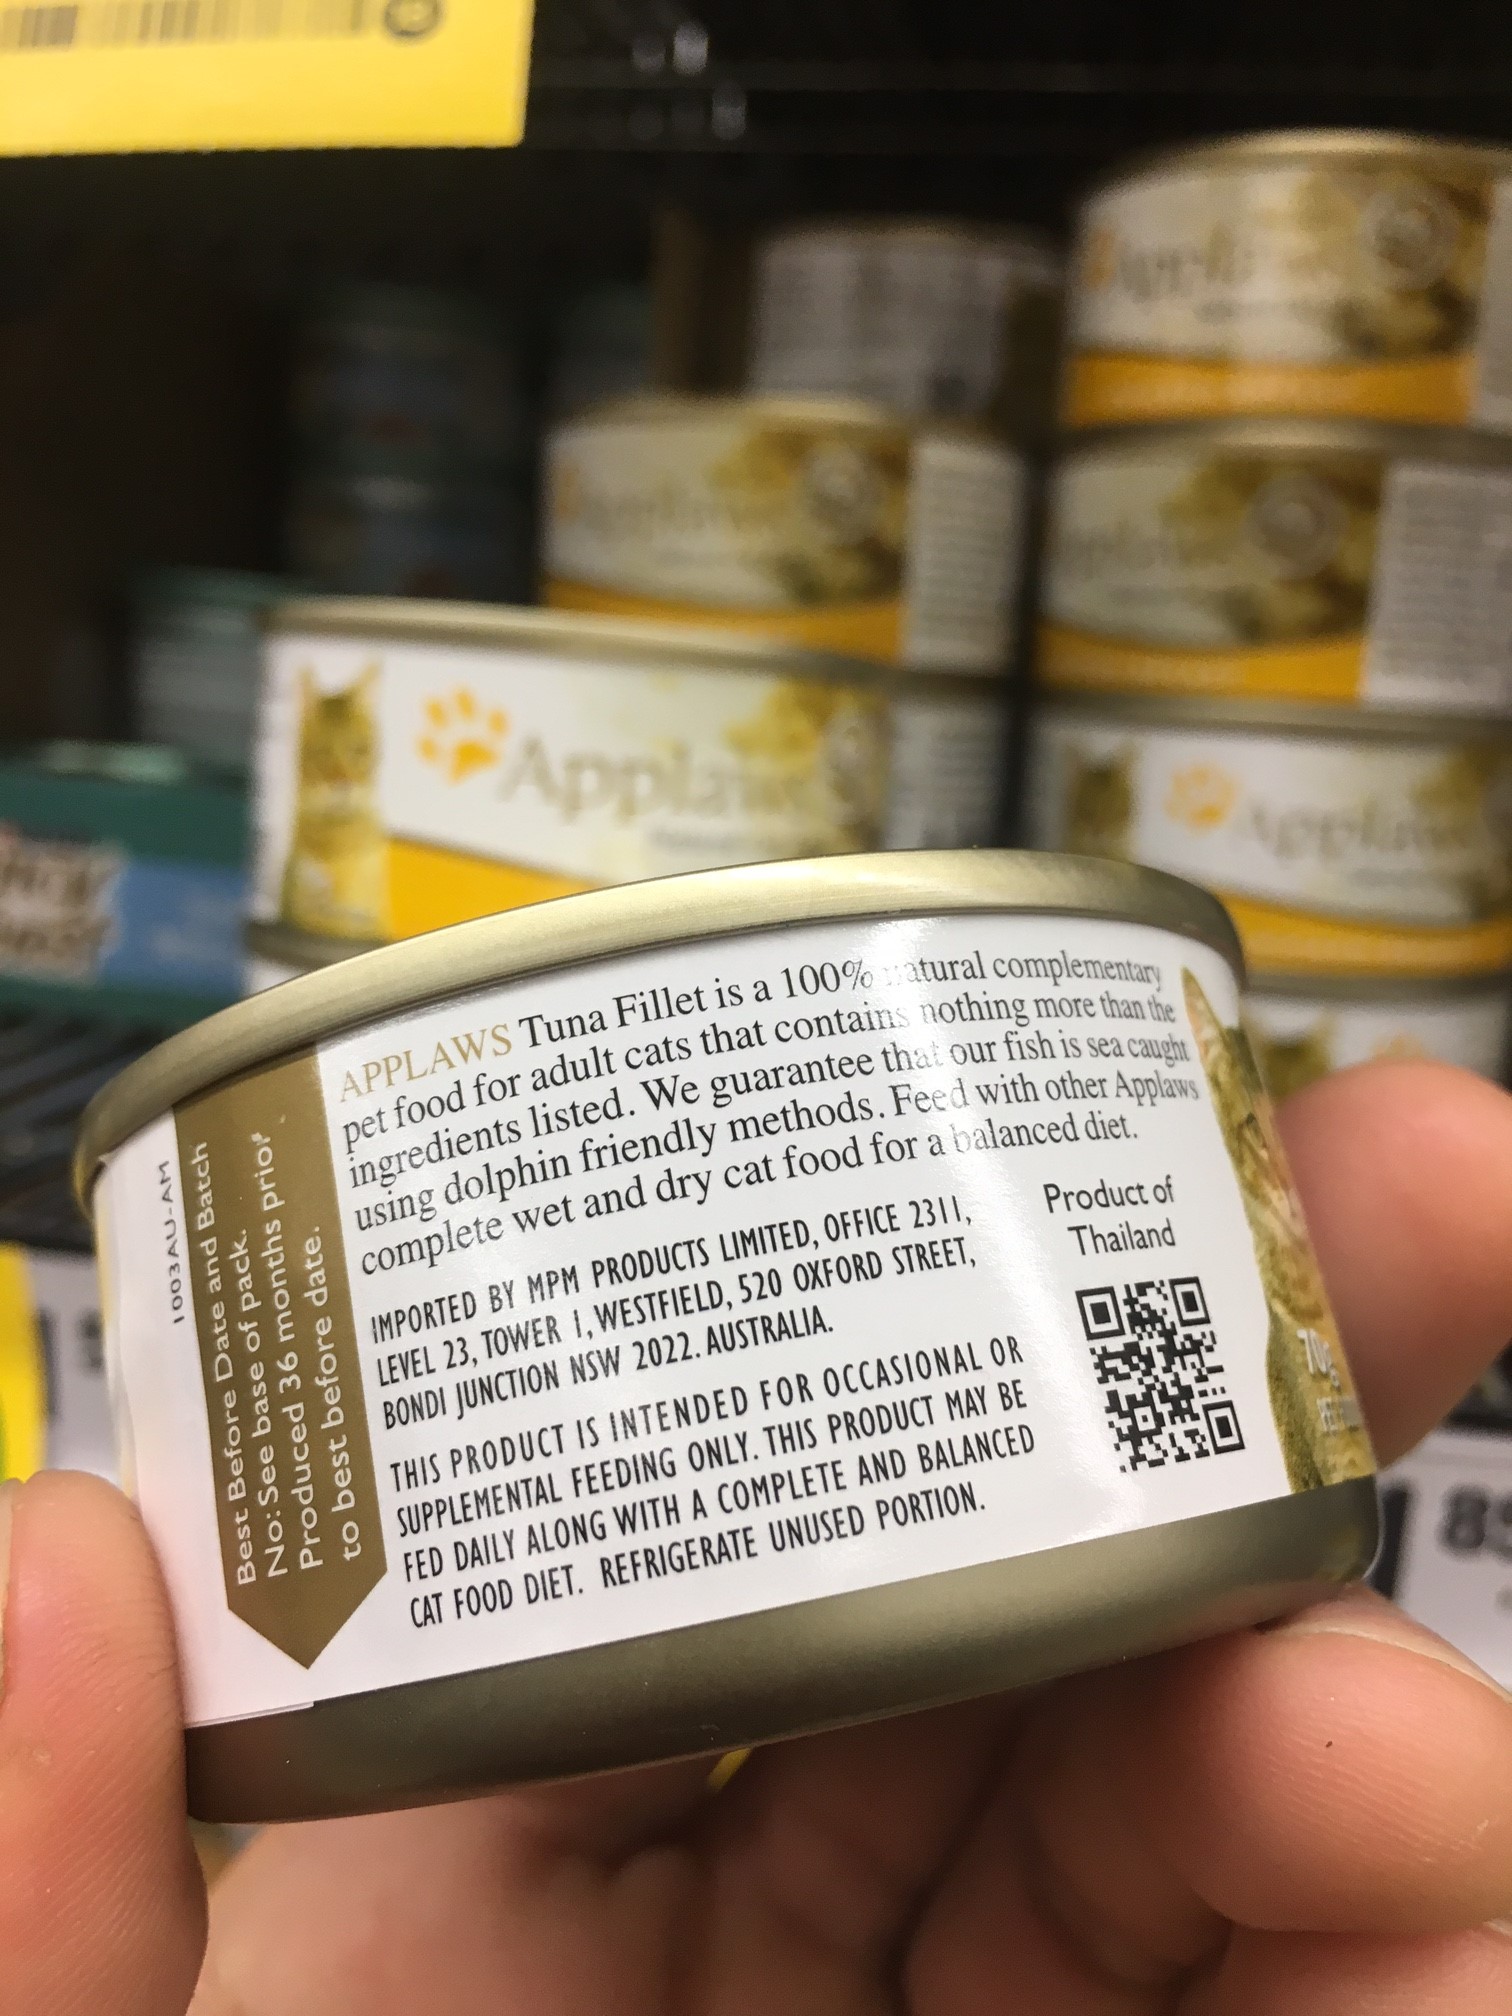 Applaws
1003AU-AM
Best Before Date and Batch
No: See base of pack.
Produced 36 months prior
to best before date.
APPLAWS Tuna Fillet is a 100% natural complementary
pet food for adult cats that contains nothing more than the
ingredients listed. We guarantee that our fish is sea caught
using dolphin friendly methods. Feed with other Applaws
complete wet and dry cat food for a balanced diet.
IMPORTED BY MPM PRODUCTS LIMITED, OFFICE 2311,
LEVEL 23, TOWER 1, WESTFIELD, 520 OXFORD STREET,
BONDI JUNCTION NSW 2022. AUSTRALIA.
THIS PRODUCT IS INTENDED FOR OCCASIONAL OR
SUPPLEMENTAL FEEDING ONLY. THIS PRODUCT MAY BE
FED DAILY ALONG WITH A COMPLETE AND BALANCED
CAT FOOD DIET. REFRIGERATE UNUSED PORTION.
Product of
Thailand
70g
Applaws
Applaws
Applaws
Applaws